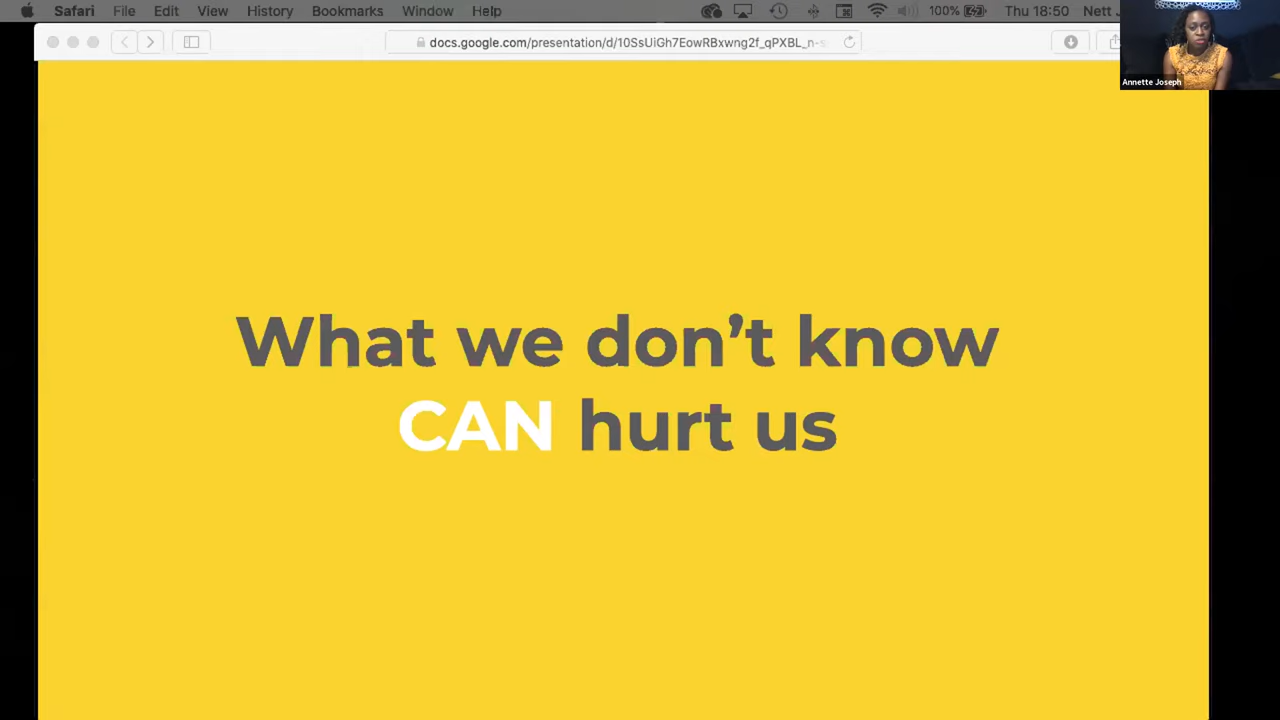 Safari File Edit View History Bookmarks Window Help 100% Thu 18:50 Nett
docs.google.com/presentation/d/10SsUiGh7EowRBxwng2f_qPXBL_n-
Annette Joseph
What we don’t know
CAN hurt us